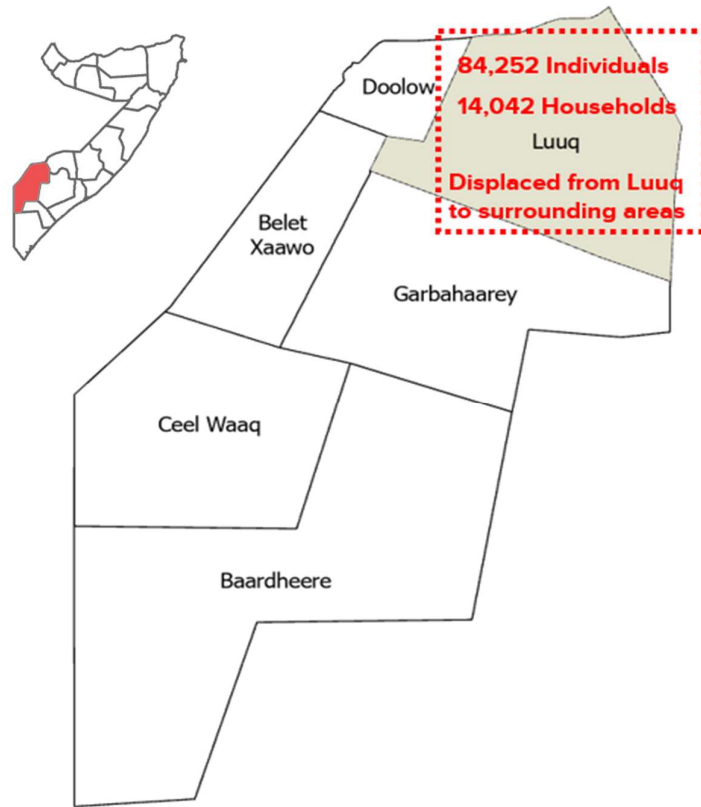 84,252 Individuals
Doolow
14,042 Households
Luuq
Displaced from Luuq
to surrounding areas
Belet
Xaawo
Garbahaarey
Ceel Waaq
Baardheere